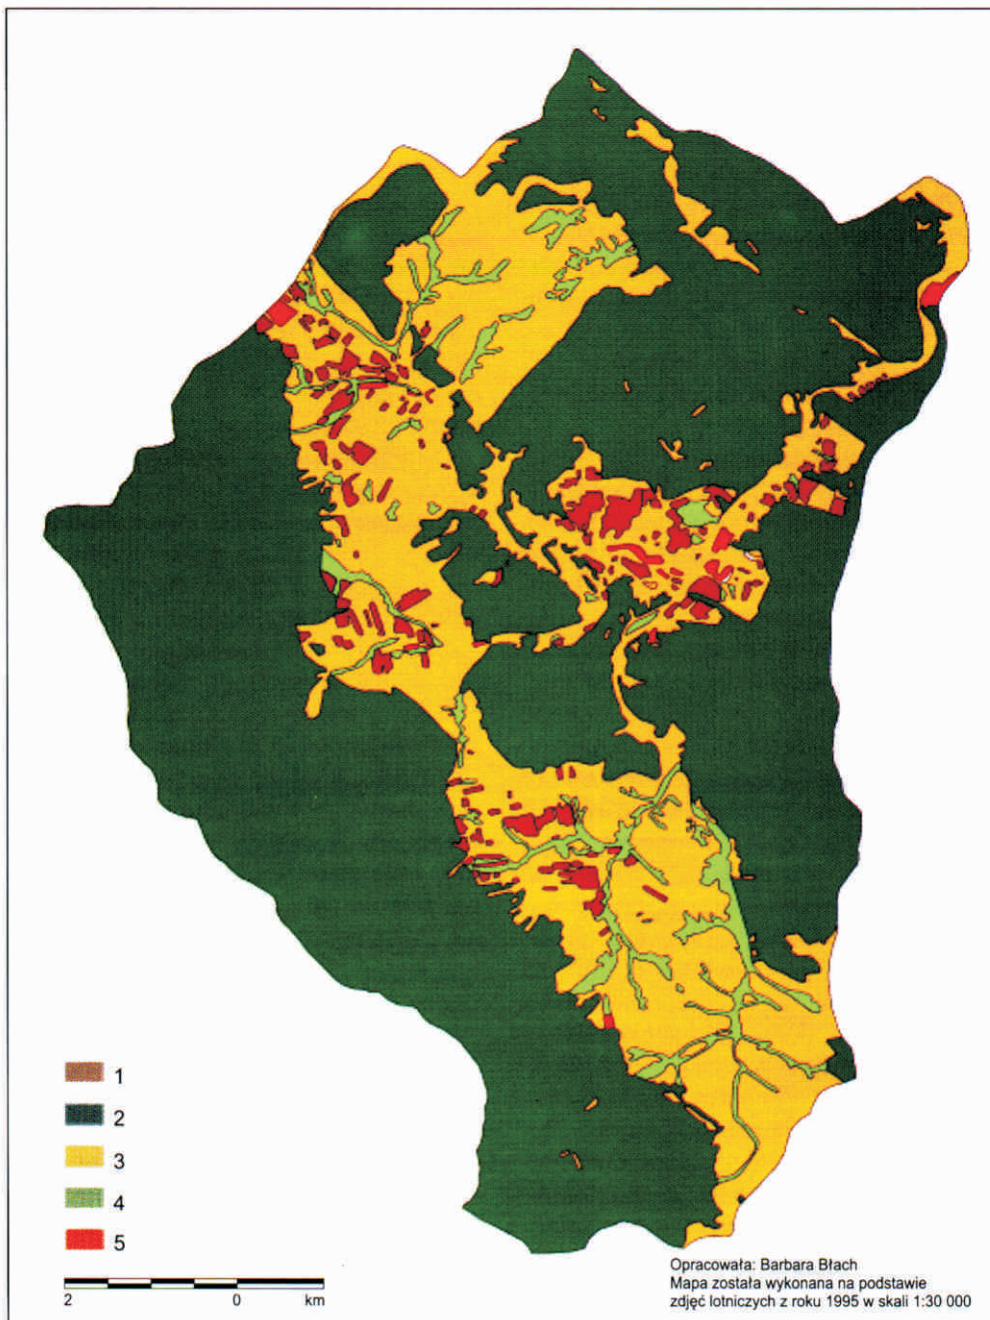 1
2
3
4
5
2 0 km
Opracowała: Barbara Błach
Mapa została wykonana na podstawie
zdjęć lotniczych z roku 1995 w skali 1:30 000